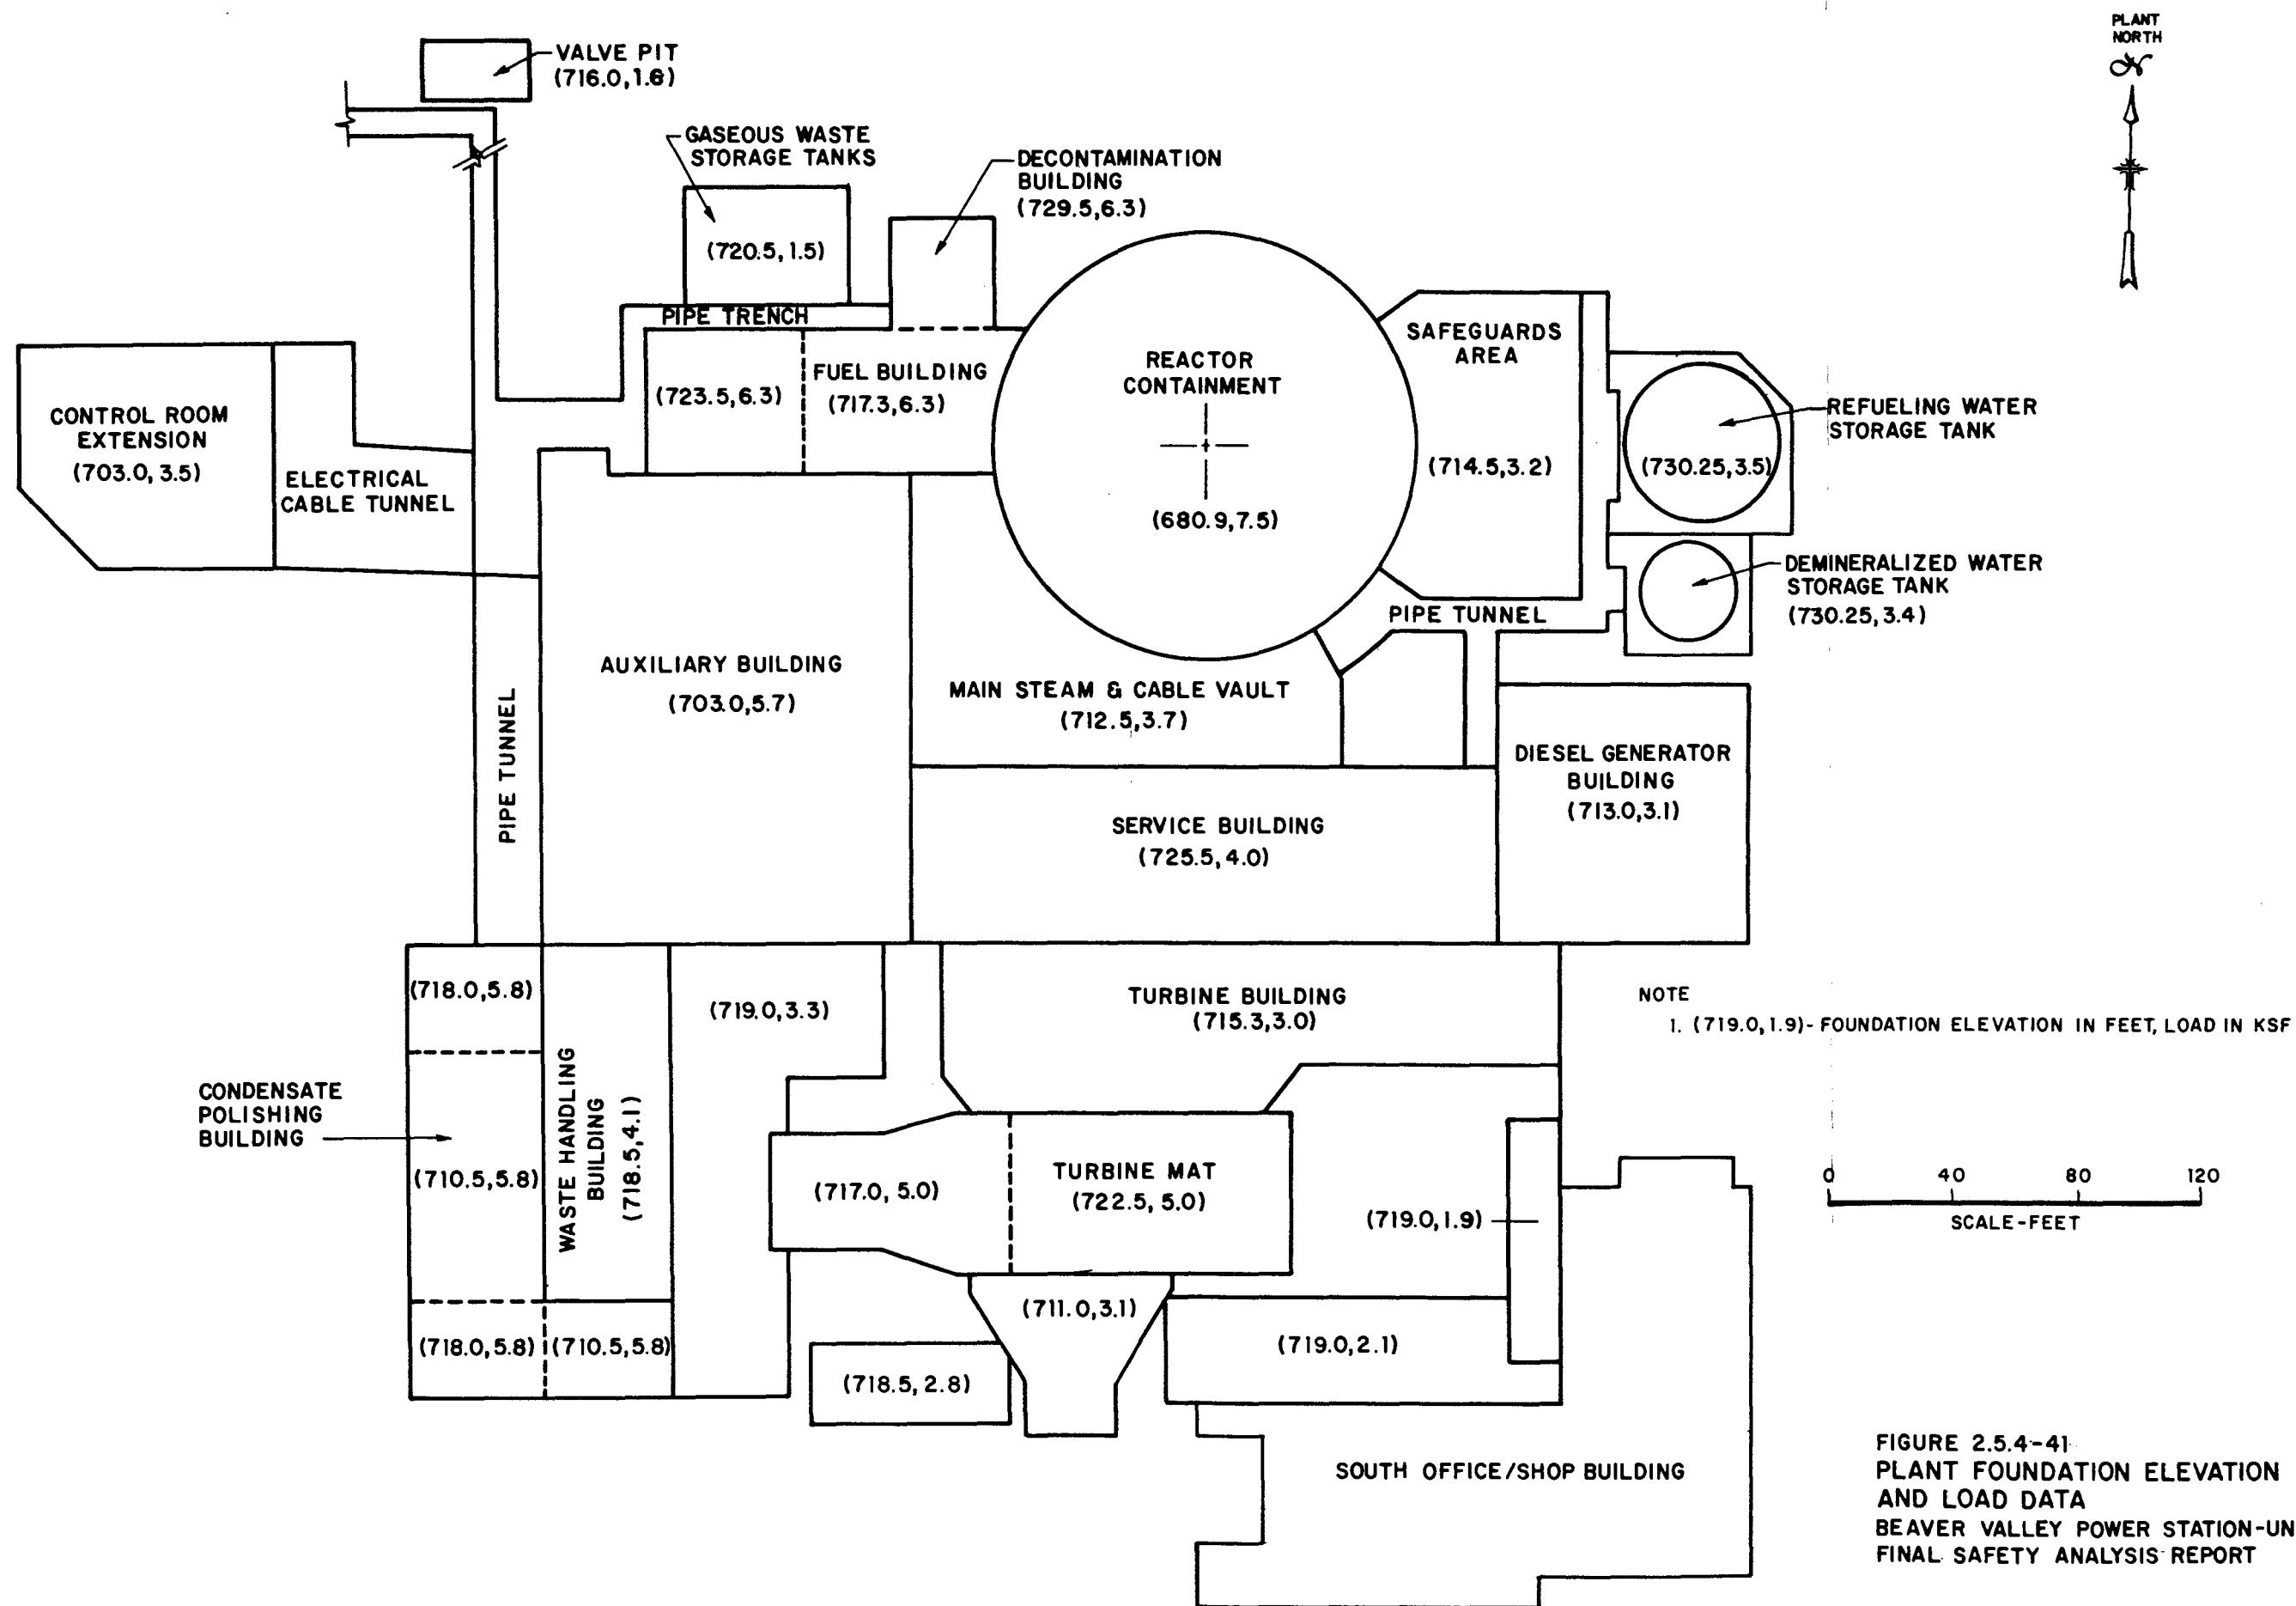 PLANT
NORTH
N
VALVE PIT
(716.0, 1.8)
GASEOUS WASTE
STORAGE TANKS
(720.5, 1.5)
DECONTAMINATION
BUILDING
(729.5, 6.3)
PIPE TRENCH
(723.5, 6.3)
FUEL BUILDING
(717.3, 6.3)
REACTOR
CONTAINMENT
(680.9, 7.5)
SAFEGUARDS
AREA
(714.5, 3.2)
REFUELING WATER
STORAGE TANK
(730.25, 3.5)
CONTROL ROOM
EXTENSION
(703.0, 3.5)
ELECTRICAL
CABLE TUNNEL
DEMINERALIZED WATER
STORAGE TANK
(730.25, 3.4)
PIPE TUNNEL
AUXILIARY BUILDING
(703.0, 5.7)
MAIN STEAM & CABLE VAULT
(712.5, 3.7)
PIPE TUNNEL
DIESEL GENERATOR
BUILDING
(713.0, 3.1)
SERVICE BUILDING
(725.5, 4.0)
(718.0, 5.8)
(719.0, 3.3)
TURBINE BUILDING
(715.3, 3.0)
NOTE
1. (719.0, 1.9) - FOUNDATION ELEVATION IN FEET, LOAD IN KSF
CONDENSATE
POLISHING
BUILDING
(710.5, 5.8)
WASTE HANDLING
BUILDING
(718.5, 4.1)
(717.0, 5.0)
TURBINE MAT
(722.5, 5.0)
(719.0, 1.9)
0 40 80 120
SCALE-FEET
(711.0, 3.1)
(718.0, 5.8)
(710.5, 5.8)
(719.0, 2.1)
(718.5, 2.8)
SOUTH OFFICE/SHOP BUILDING
FIGURE 2.5.4-41
PLANT FOUNDATION ELEVATION
AND LOAD DATA
BEAVER VALLEY POWER STATION-UN
FINAL SAFETY ANALYSIS REPORT